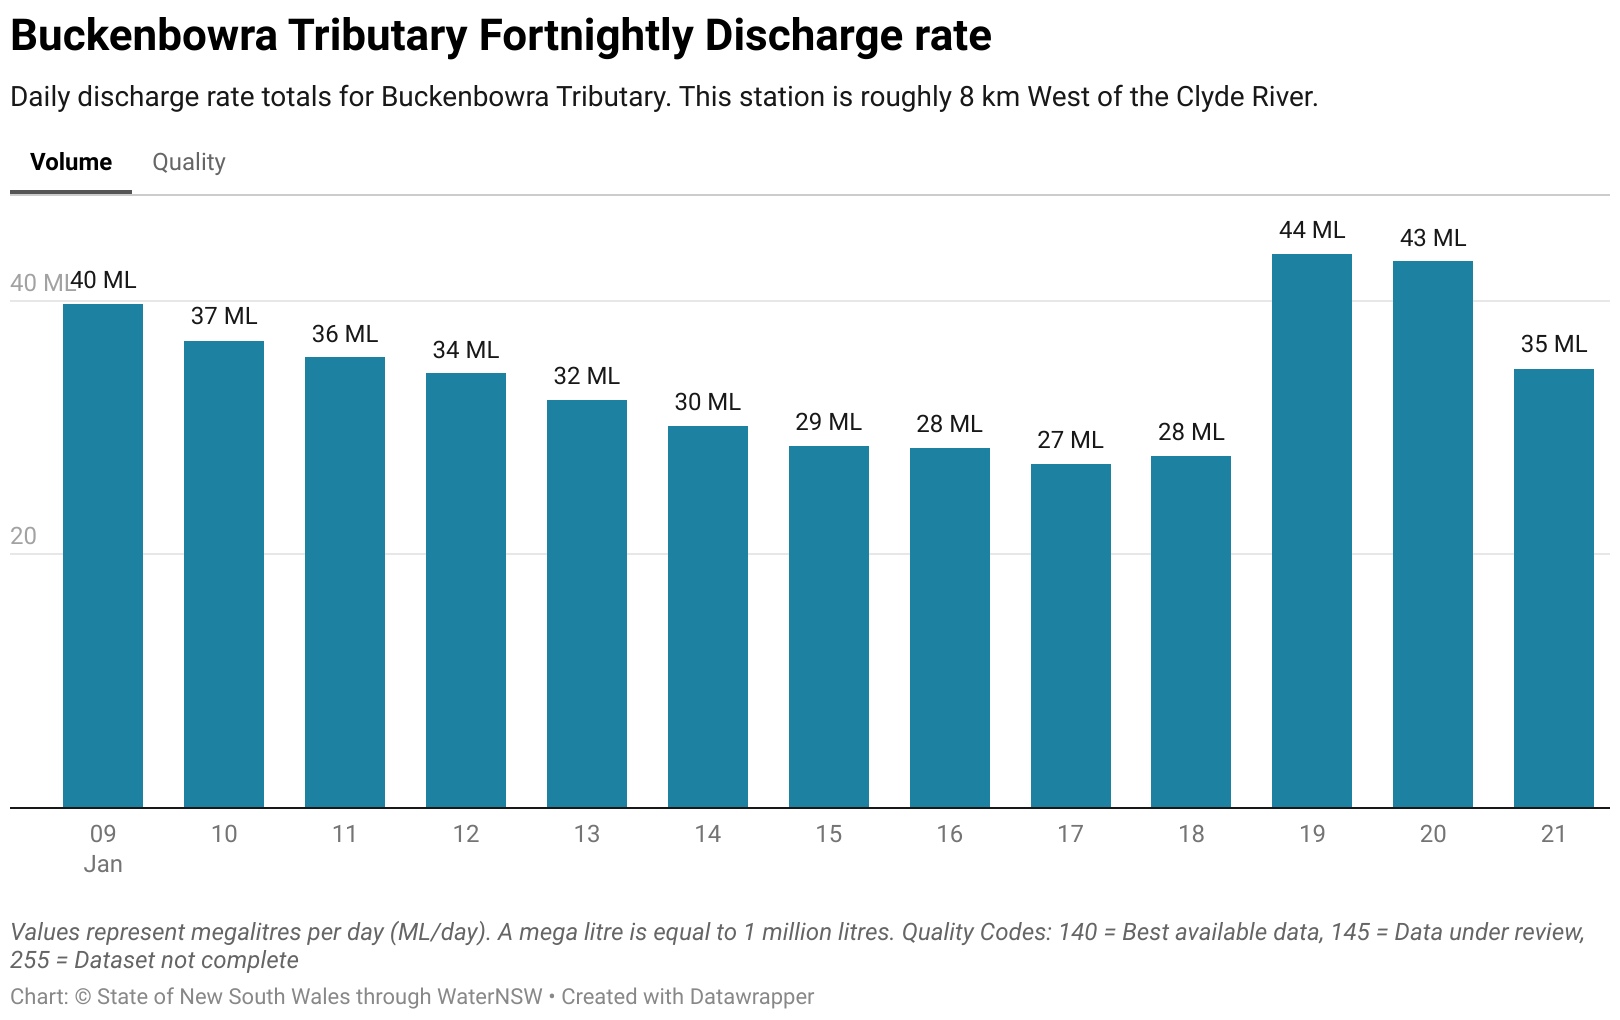 Buckenbowra Tributary Fortnightly Discharge rate
Daily discharge rate totals for Buckenbowra Tributary. This station is roughly 8 km West of the Clyde River.
Volume Quality
44 ML
43 ML
40 ML 40 ML
37 ML
36 ML
34 ML
32 ML
30 ML
29 ML
28 ML
27 ML
28 ML
35 ML
20
09 10 11 12 13 14 15 16 17 18 19 20 21
Jan
Values represent megalitres per day (ML/day). A mega litre is equal to 1 million litres. Quality Codes: 140 = Best available data, 145 = Data under review,
255 = Dataset not complete
Chart: © State of New South Wales through WaterNSW • Created with Datawrapper